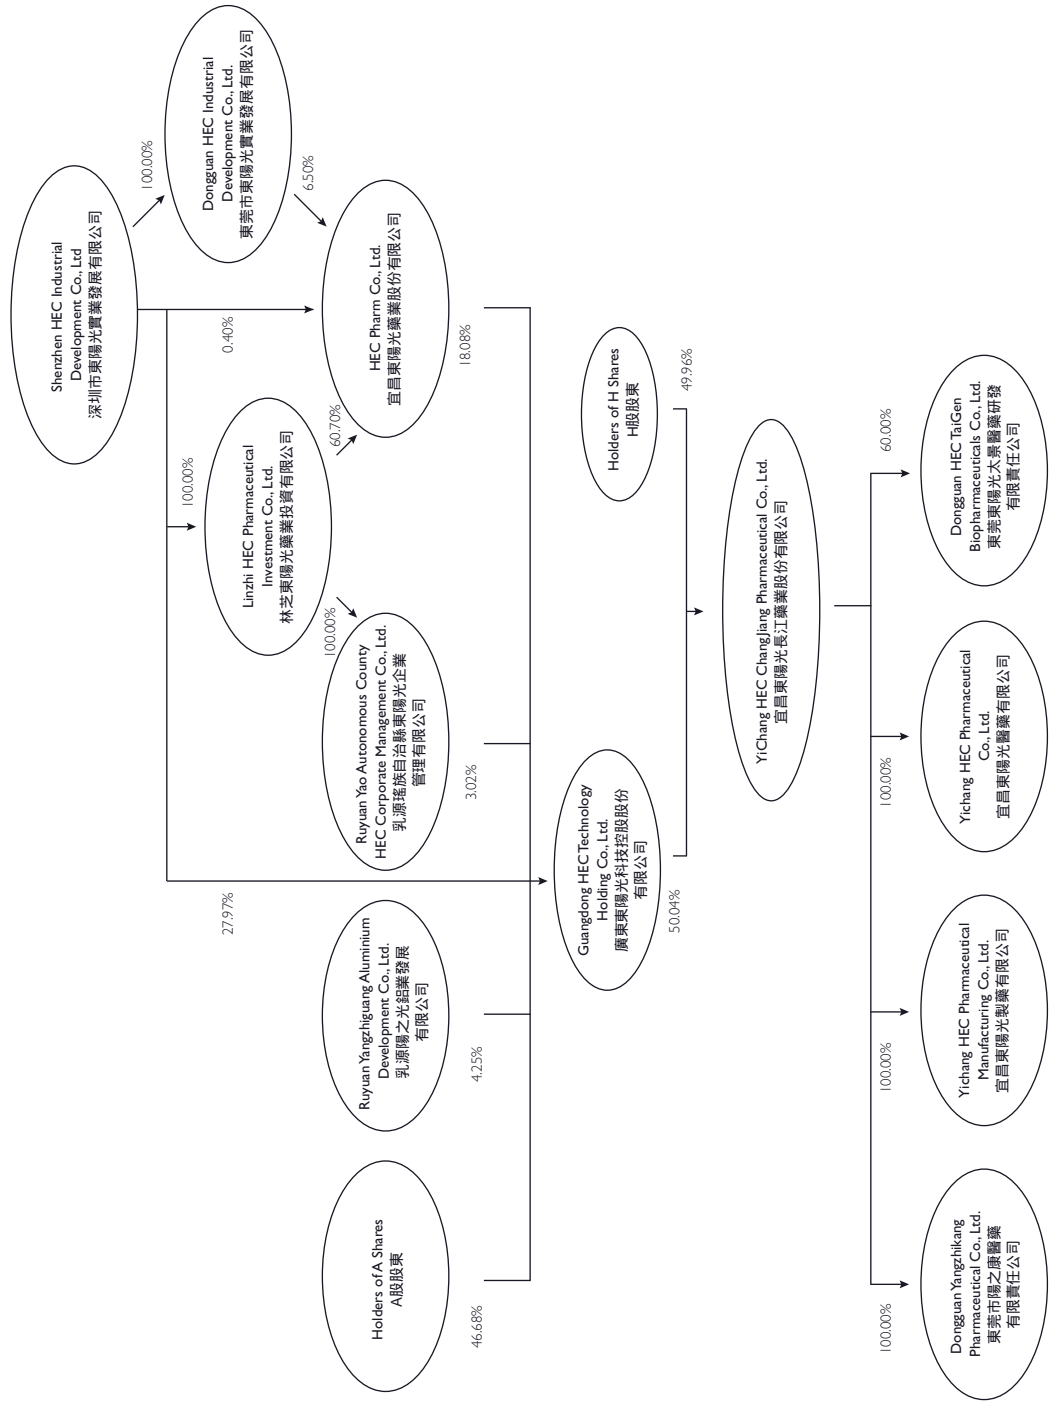 Shenzhen HEC Industrial
Development Co., Ltd
深圳市東陽光實業發展有限公司
100.00%
Dongguan HEC Industrial
Development Co., Ltd.
東莞市東陽光實業發展有限公司
100.00%
0.40%
6.50%
27.97%
Linzhi HEC Pharmaceutical
Investment Co., Ltd.
林芝東陽光藥業投資有限公司
100.00%
60.70%
Holders of A Shares
A股股東
Ruyuan Yangzhiguang Aluminium
Development Co., Ltd.
乳源陽之光鋁業發展
有限公司
Ruyuan Yao Autonomous County
HEC Corporate Management Co., Ltd.
乳源瑤族自治縣東陽光企業
管理有限公司
HEC Pharm Co., Ltd.
宜昌東陽光藥業股份有限公司
46.68%
4.25%
3.02%
18.08%
Guangdong HEC Technology
Holding Co., Ltd.
廣東東陽光科技控股股份
有限公司
Holders of H Shares
H股股東
50.04%
49.96%
YiChang HEC ChangJiang Pharmaceutical Co., Ltd.
宜昌東陽光長江藥業股份有限公司
100.00%
100.00%
100.00%
60.00%
Dongguan Yangzhikang
Pharmaceutical Co., Ltd.
東莞市陽之康醫藥
有限責任公司
Yichang HEC Pharmaceutical
Manufacturing Co., Ltd.
宜昌東陽光製藥有限公司
Yichang HEC Pharmaceutical
Co., Ltd.
宜昌東陽光醫藥有限公司
Dongguan HEC TaiGen
Biopharmaceuticals Co., Ltd.
東莞東陽光太景醫藥研發
有限責任公司